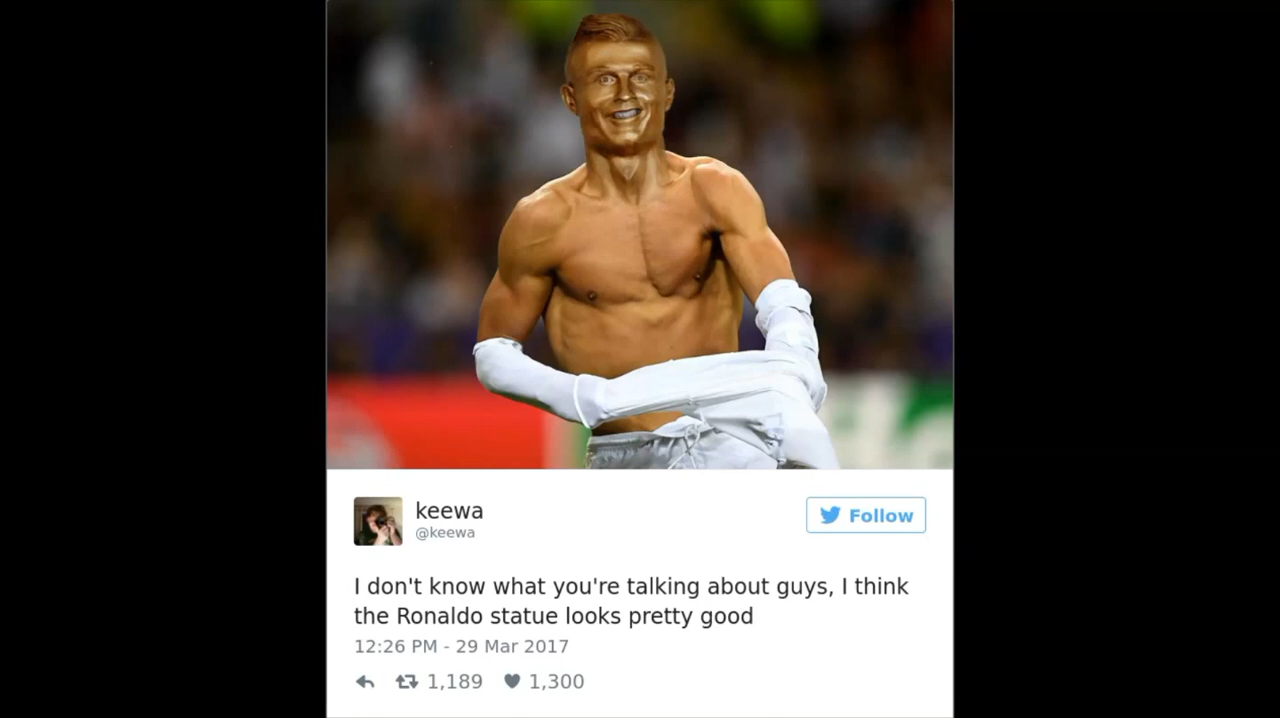 keewa
@keewa
Follow
I don't know what you're talking about guys, I think
the Ronaldo statue looks pretty good
12:26 PM - 29 Mar 2017
1,189 1,300